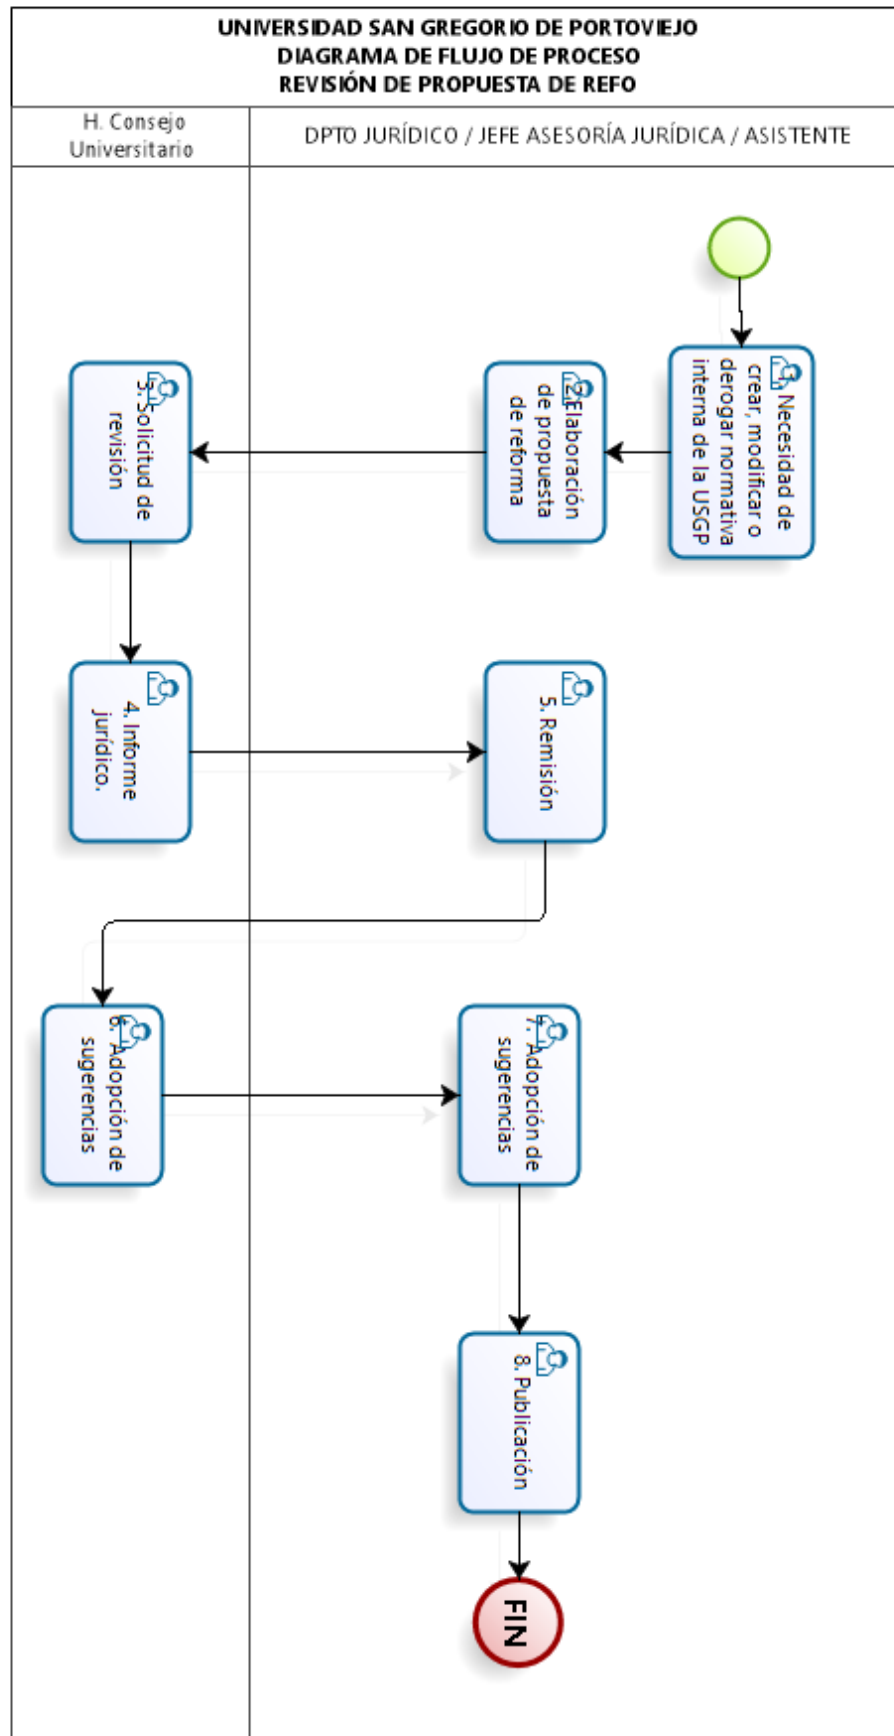 UNIVERSIDAD SAN GREGORIO DE PORTOVIEJO
DIAGRAMA DE FLUJO DE PROCESO
REVISIÓN DE PROPUESTA DE REFO
H. Consejo
Universitario
DPTO JURÍDICO / JEFE ASESORÍA JURÍDICA / ASISTENTE
1. Necesidad de
crear, modificar o
derogar normativa
interna de la USGP
2.Elaboración
de propuesta
de reforma
3. Solicitud de
revisión
4. Informe
jurídico.
5. Remisión
6. Adopción de
sugerencias
7. Adopción de
sugerencias
8. Publicación
FIN